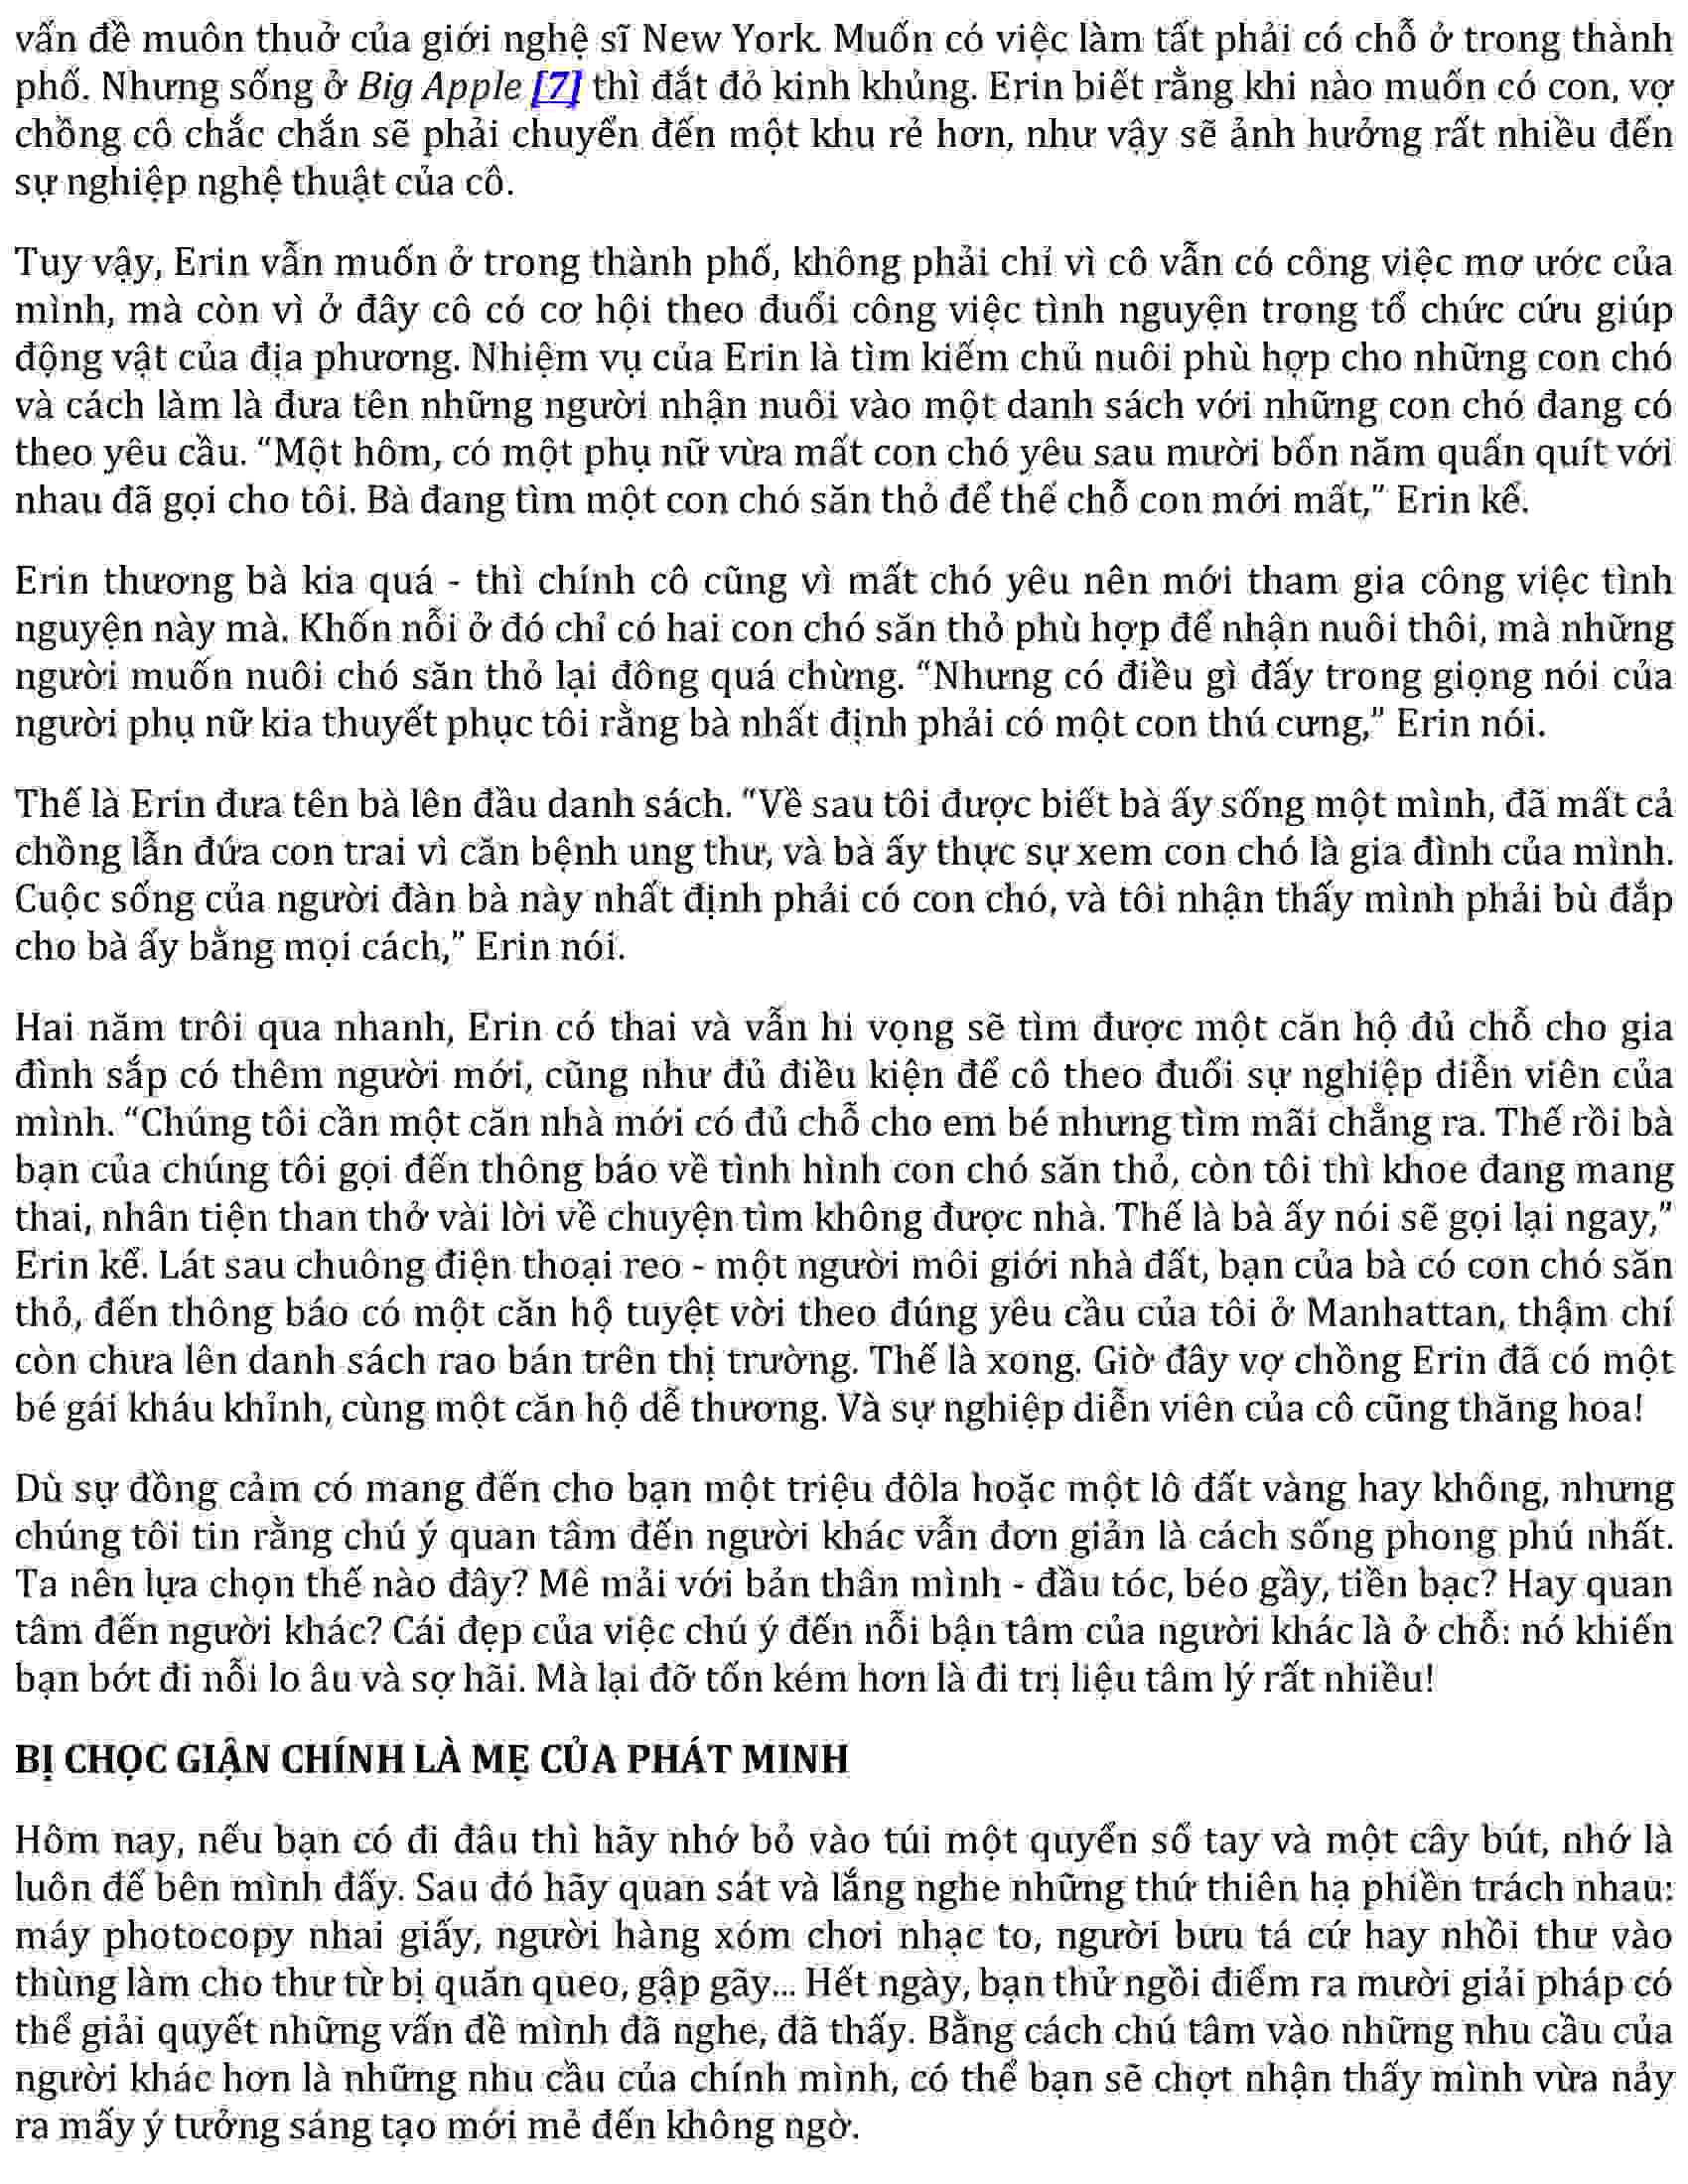 vấn đề muôn thuở của giới nghệ sĩ New York. Muốn có việc làm tất phải có chỗ ở trong thành
phố. Nhưng sống ở Big Apple [7] thì đắt đỏ kinh khủng. Erin biết rằng khi nào muốn có con, vợ
chồng cô chắc chắn sẽ phải chuyển đến một khu rẻ hơn, như vậy sẽ ảnh hưởng rất nhiều đến
sự nghiệp nghệ thuật của cô.
Tuy vậy, Erin vẫn muốn ở trong thành phố, không phải chỉ vì cô vẫn có công việc mơ ước của
mình, mà còn vì ở đây cô có cơ hội theo đuổi công việc tình nguyện trong tổ chức cứu giúp
động vật của địa phương. Nhiệm vụ của Erin là tìm kiếm chủ nuôi phù hợp cho những con chó
và cách làm là đưa tên những người nhận nuôi vào một danh sách với những con chó đang có
theo yêu cầu. “Một hôm, có một phụ nữ vừa mất con chó yêu sau mười bốn năm quấn quít với
nhau đã gọi cho tôi. Bà đang tìm một con chó săn thỏ để thế chỗ con mới mất,” Erin kể.
Erin thương bà kia quá - thì chính cô cũng vì mất chó yêu nên mới tham gia công việc tình
nguyện này mà. Khốn nỗi ở đó chỉ có hai con chó săn thỏ phù hợp để nhận nuôi thôi, mà những
người muốn nuôi chó săn thỏ lại đông quá chừng. “Nhưng có điều gì đấy trong giọng nói của
người phụ nữ kia thuyết phục tôi rằng bà nhất định phải có một con thú cưng,” Erin nói.
Thế là Erin đưa tên bà lên đầu danh sách. “Về sau tôi được biết bà ấy sống một mình, đã mất cả
chồng lẫn đứa con trai vì căn bệnh ung thư, và bà ấy thực sự xem con chó là gia đình của mình.
Cuộc sống của người đàn bà này nhất định phải có con chó, và tôi nhận thấy mình phải bù đắp
cho bà ấy bằng mọi cách,” Erin nói.
Hai năm trôi qua nhanh, Erin có thai và vẫn hi vọng sẽ tìm được một căn hộ đủ chỗ cho gia
đình sắp có thêm người mới, cũng như đủ điều kiện để cô theo đuổi sự nghiệp diễn viên của
mình. “Chúng tôi cần một căn nhà mới có đủ chỗ cho em bé nhưng tìm mãi chẳng ra. Thế rồi bà
bạn của chúng tôi gọi đến thông báo về tình hình con chó săn thỏ, còn tôi thì khoe đang mang
thai, nhân tiện than thở vài lời về chuyện tìm không được nhà. Thế là bà ấy nói sẽ gọi lại ngay,”
Erin kể. Lát sau chuông điện thoại reo - một người môi giới nhà đất, bạn của bà có con chó săn
thỏ, đến thông báo có một căn hộ tuyệt vời theo đúng yêu cầu của tôi ở Manhattan, thậm chí
còn chưa lên danh sách rao bán trên thị trường. Thế là xong. Giờ đây vợ chồng Erin đã có một
bé gái kháu khỉnh, cùng một căn hộ dễ thương. Và sự nghiệp diễn viên của cô cũng thăng hoa!
Dù sự đồng cảm có mang đến cho bạn một triệu đôla hoặc một lô đất vàng hay không, nhưng
chúng tôi tin rằng chú ý quan tâm đến người khác vẫn đơn giản là cách sống phong phú nhất.
Ta nên lựa chọn thế nào đây? Mê mải với bản thân mình - đầu tóc, béo gầy, tiền bạc? Hay quan
tâm đến người khác? Cái đẹp của việc chú ý đến nỗi bận tâm của người khác là ở chỗ: nó khiến
bạn bớt đi nỗi lo âu và sợ hãi. Mà lại đỡ tốn kém hơn là đi trị liệu tâm lý rất nhiều!
BỊ CHỌC GIẬN CHÍNH LÀ MẸ CỦA PHÁT MINH
Hôm nay, nếu bạn có đi đâu thì hãy nhớ bỏ vào túi một quyển sổ tay và một cây bút, nhớ là
luôn để bên mình đấy. Sau đó hãy quan sát và lắng nghe những thứ thiên hạ phiền trách nhau:
máy photocopy nhai giấy, người hàng xóm chơi nhạc to, người bưu tá cứ hay nhồi thư vào
thùng làm cho thư từ bị quăn queo, gập gãy... Hết ngày, bạn thử ngồi điểm ra mười giải pháp có
thể giải quyết những vấn đề mình đã nghe, đã thấy. Bằng cách chú tâm vào những nhu cầu của
người khác hơn là những nhu cầu của chính mình, có thể bạn sẽ chợt nhận thấy mình vừa nảy
ra mấy ý tưởng sáng tạo mới mẻ đến không ngờ.